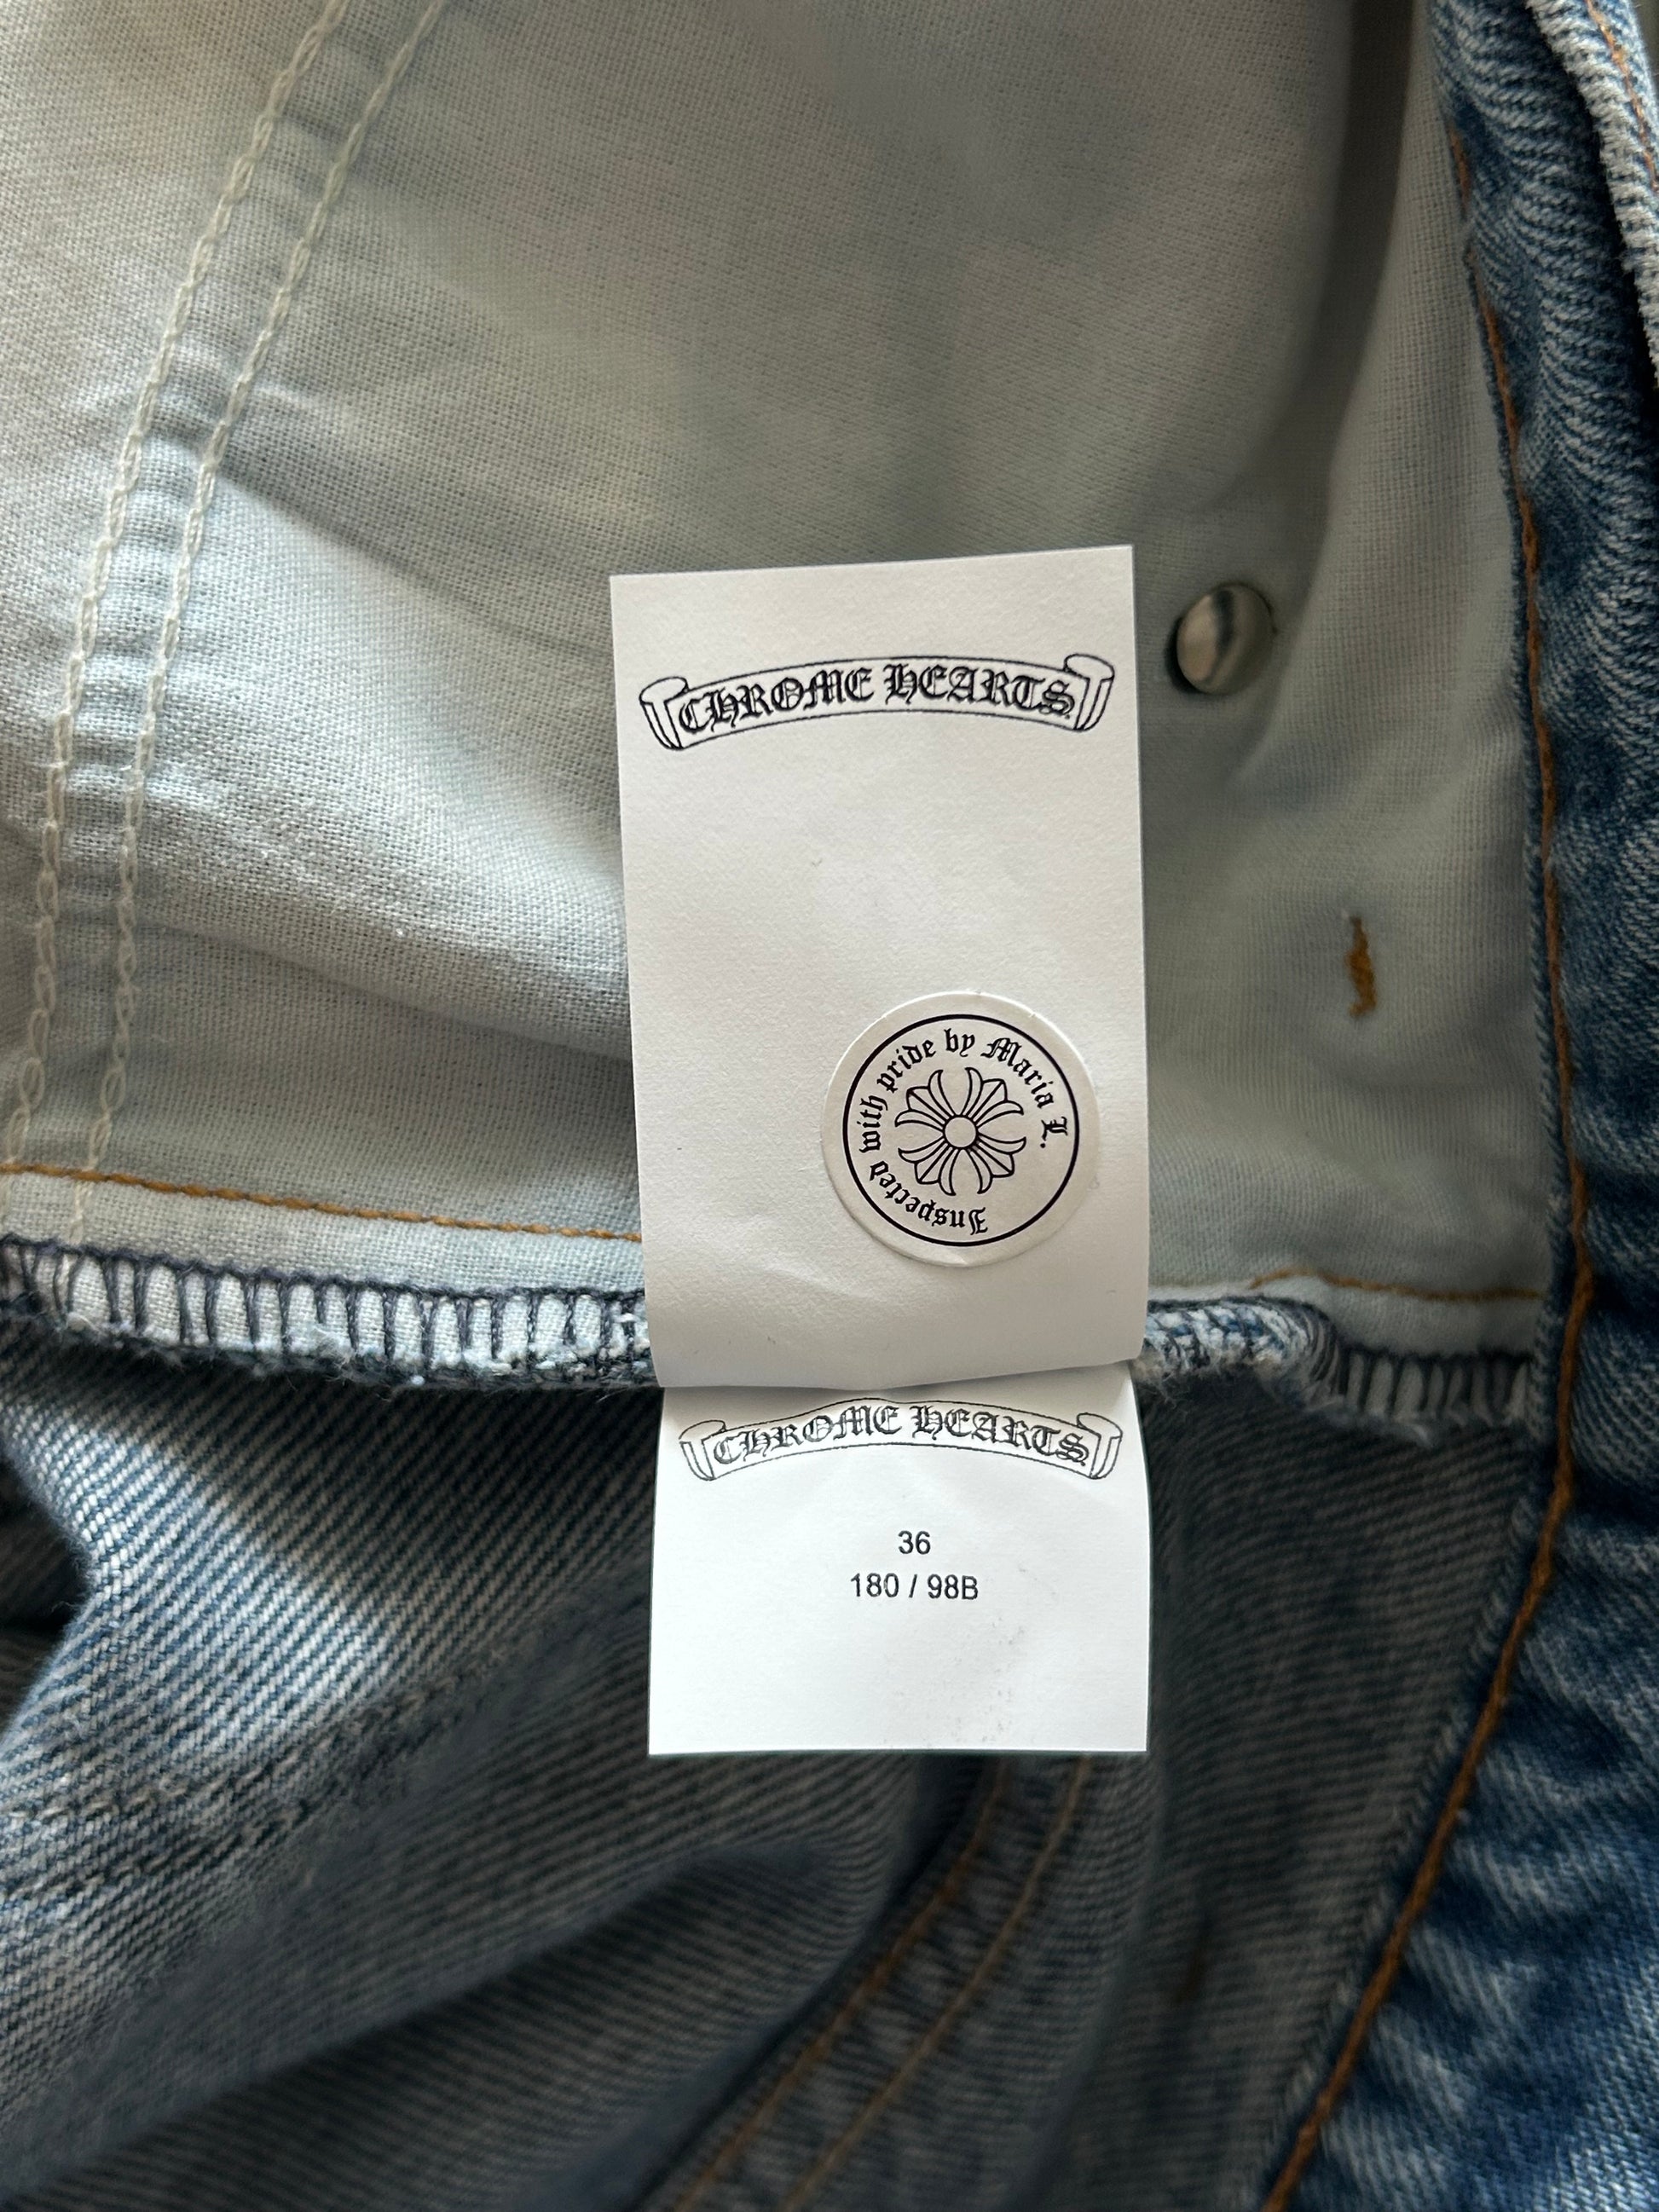 CHROME HEARTS
Inspected with pride by Maria L.
CHROME HEARTS
36
180 / 98B